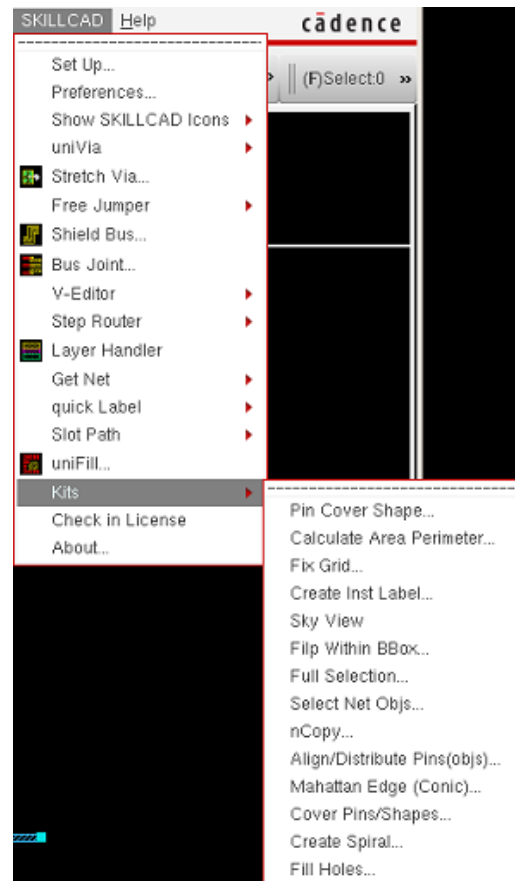 SKILLCAD Help
cādence
Set Up...
Preferences...
(F)Select:0 »
Show SKILLCAD Icons
uniVia
Stretch Via...
Free Jumper
Shield Bus...
Bus Joint...
V-Editor
Step Router
Layer Handler
Get Net
quick Label
Slot Path
uniFill...
Kits
Check in License
About...
Pin Cover Shape...
Calculate Area Perimeter...
Fix Grid...
Create Inst Label...
Sky View
Filp Within BBox...
Full Selection...
Select Net Objs...
nCopy...
Align/Distribute Pins(objs)...
Mahattan Edge (Conic)...
Cover Pins/Shapes...
Create Spiral...
Fill Holes...